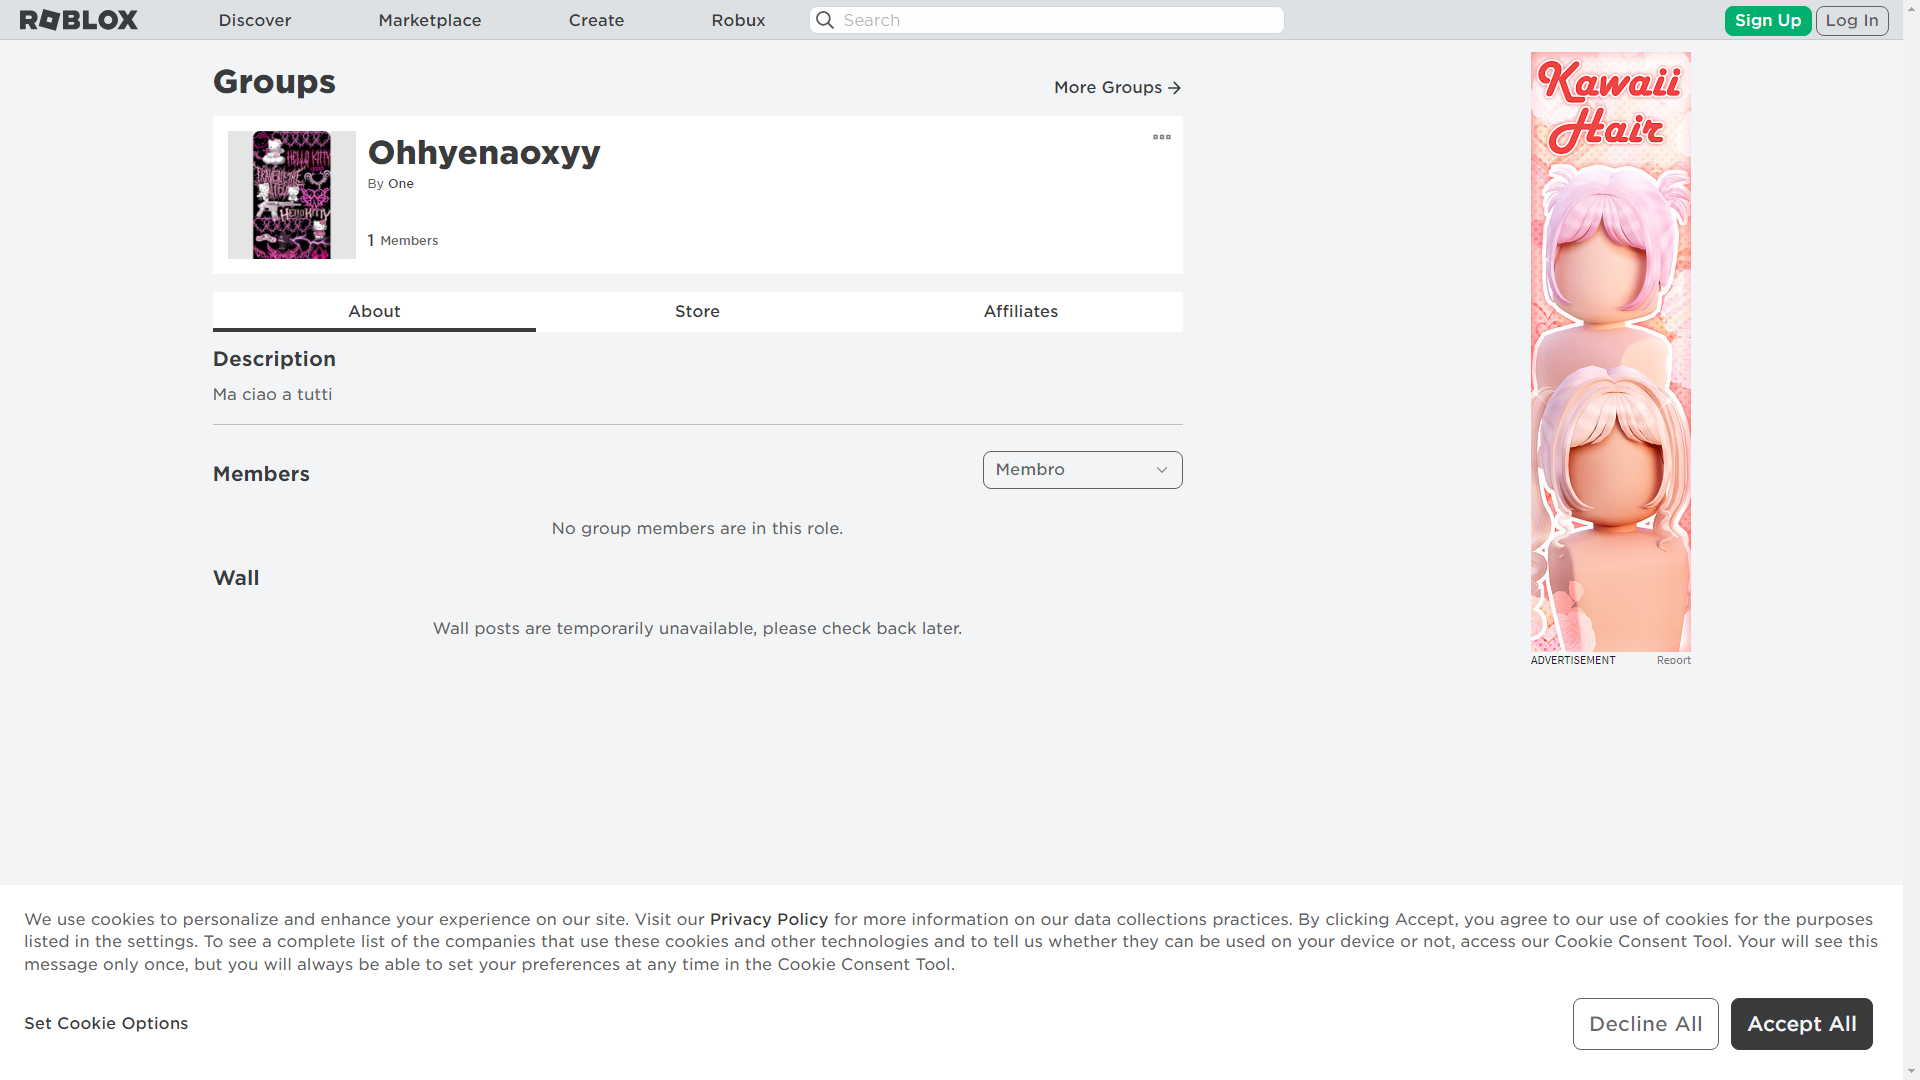 ROBLOX
Discover
Marketplace
Create
Robux
Search
Sign Up
Log In
Groups
More Groups
HELLO KITTY
HELLO KITTY
Ohhyenaoxyy
By One
1 Members
About
Store
Affiliates
Description
Ma ciao a tutti
Members
Membro
No group members are in this role.
Wall
Wall posts are temporarily unavailable, please check back later.
Kawaii
Hair
ADVERTISEMENT
Report
We use cookies to personalize and enhance your experience on our site. Visit our Privacy Policy for more information on our data collections practices. By clicking Accept, you agree to our use of cookies for the purposes
listed in the settings. To see a complete list of the companies that use these cookies and other technologies and to tell us whether they can be used on your device or not, access our Cookie Consent Tool. Your will see this
message only once, but you will always be able to set your preferences at any time in the Cookie Consent Tool.
Set Cookie Options
Decline All
Accept All